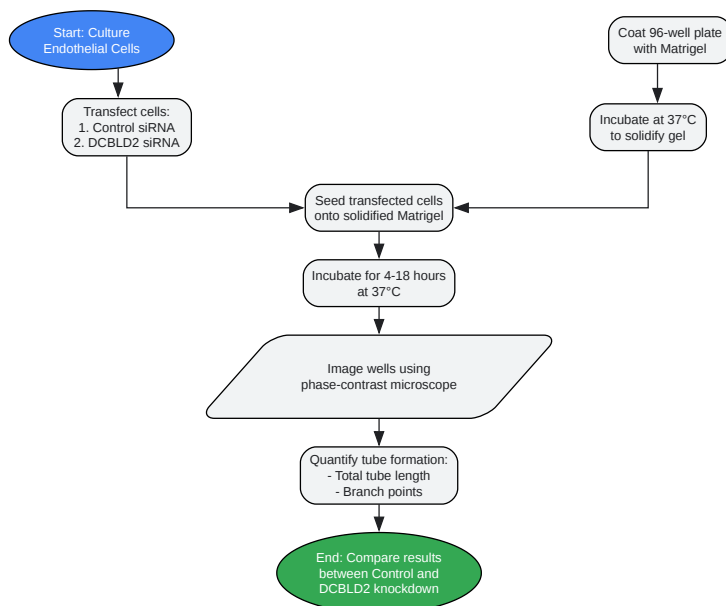 Start: Culture
Endothelial Cells
Coat 96-well plate
with Matrigel
Transfect cells:
1. Control siRNA
2. DCBLD2 siRNA
Incubate at 37°C
to solidify gel
Seed transfected cells
onto solidified Matrigel
Incubate for 4-18 hours
at 37°C
Image wells using
phase-contrast microscope
Quantify tube formation:
- Total tube length
- Branch points
End: Compare results
between Control and
DCBLD2 knockdown